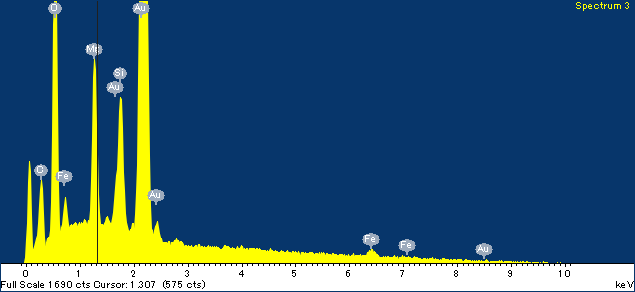 Spectrum 3
O Au
Mg
Si
Au
C Fe
Au
Fe Fe Au
0 1 2 3 4 5 6 7 8 9 10
Full Scale 1690 cts Cursor: 1.307 (575 cts) keV